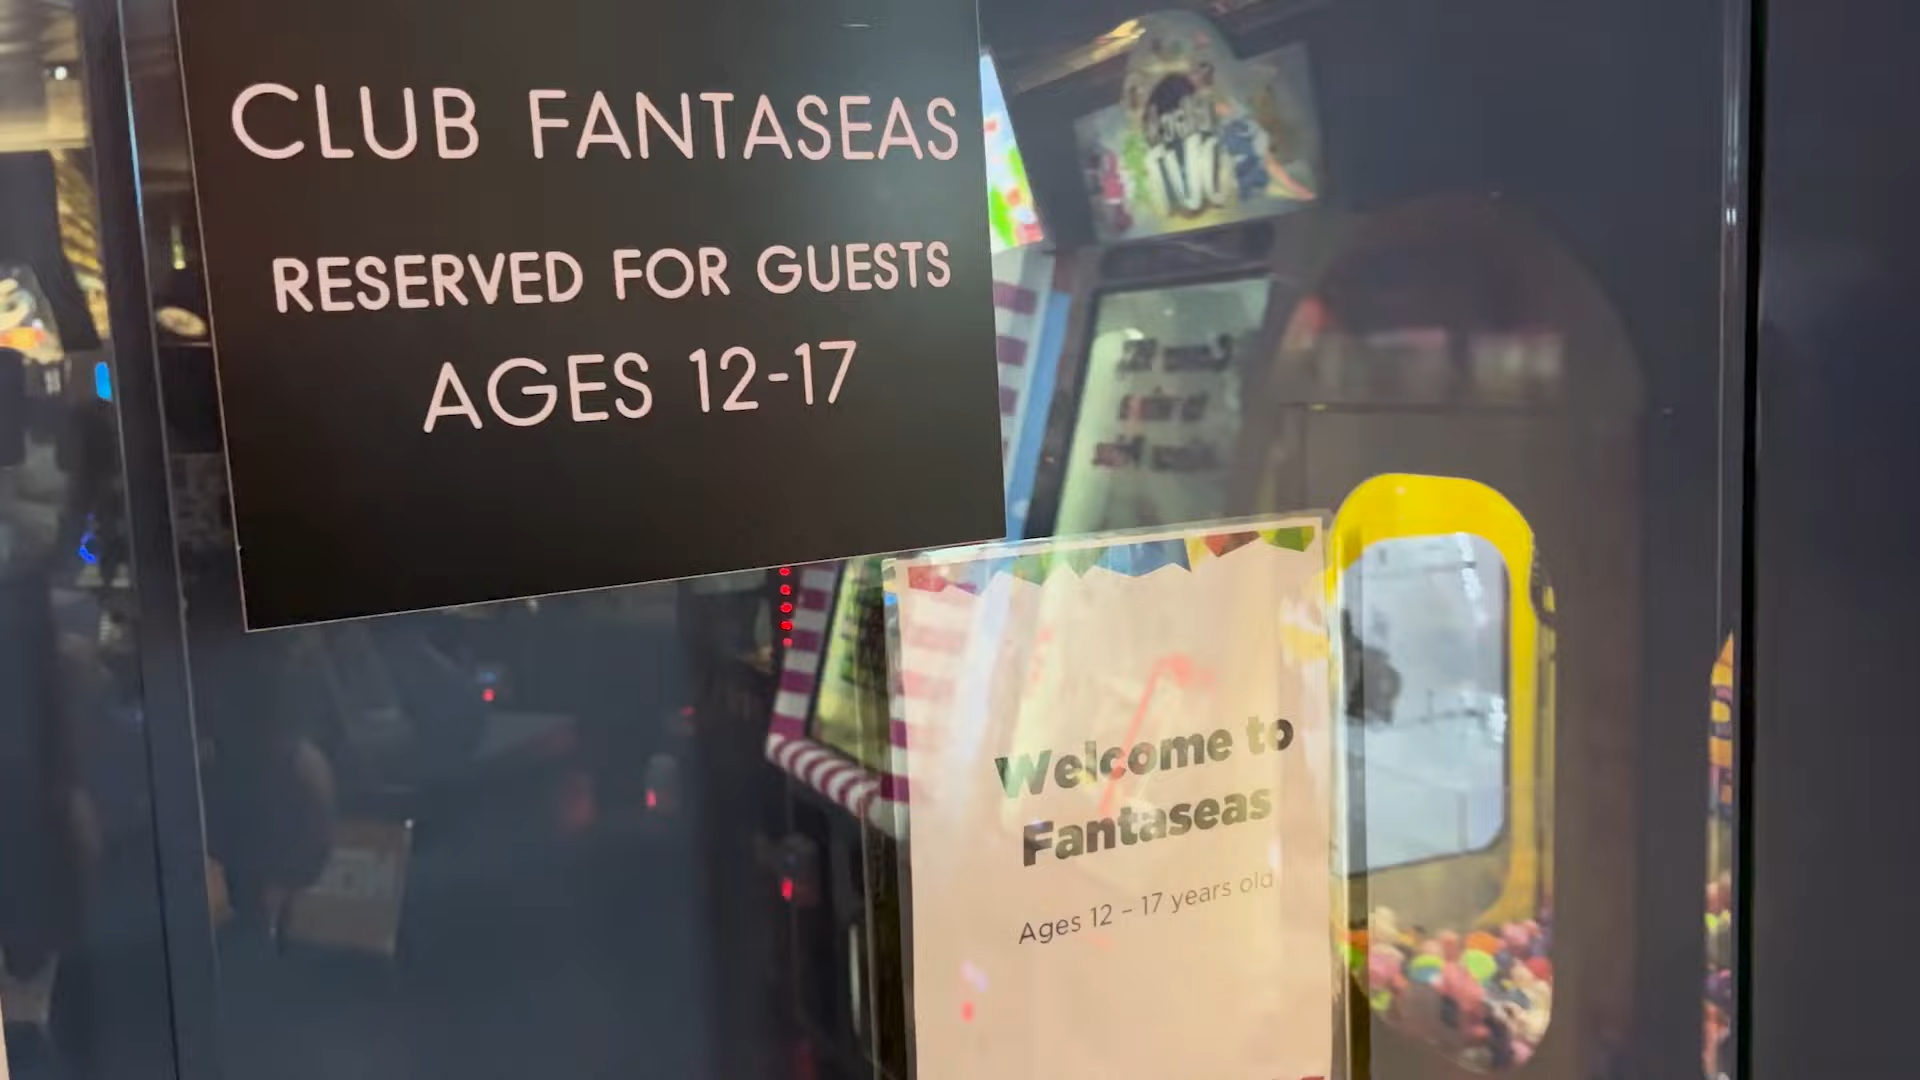 CLUB FANTASEAS
RESERVED FOR GUESTS
AGES 12-17
Welcome to
Fantaseas
Ages 12 – 17 years old